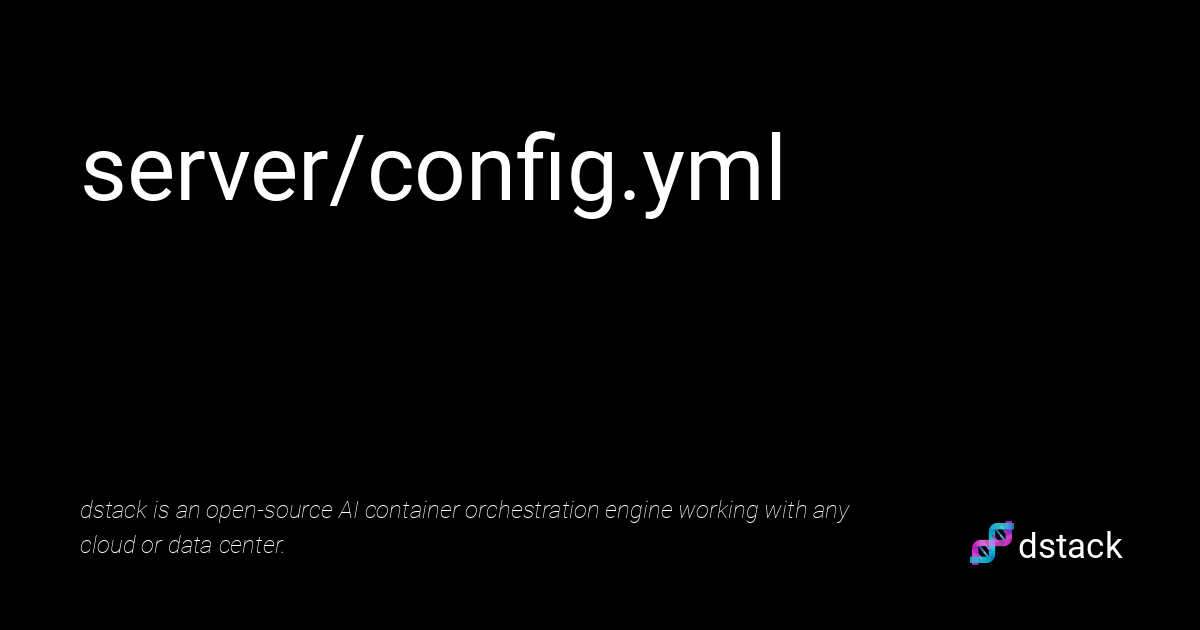 server/config.yml
dstack is an open-source AI container orchestration engine working with any
cloud or data center.
dstack